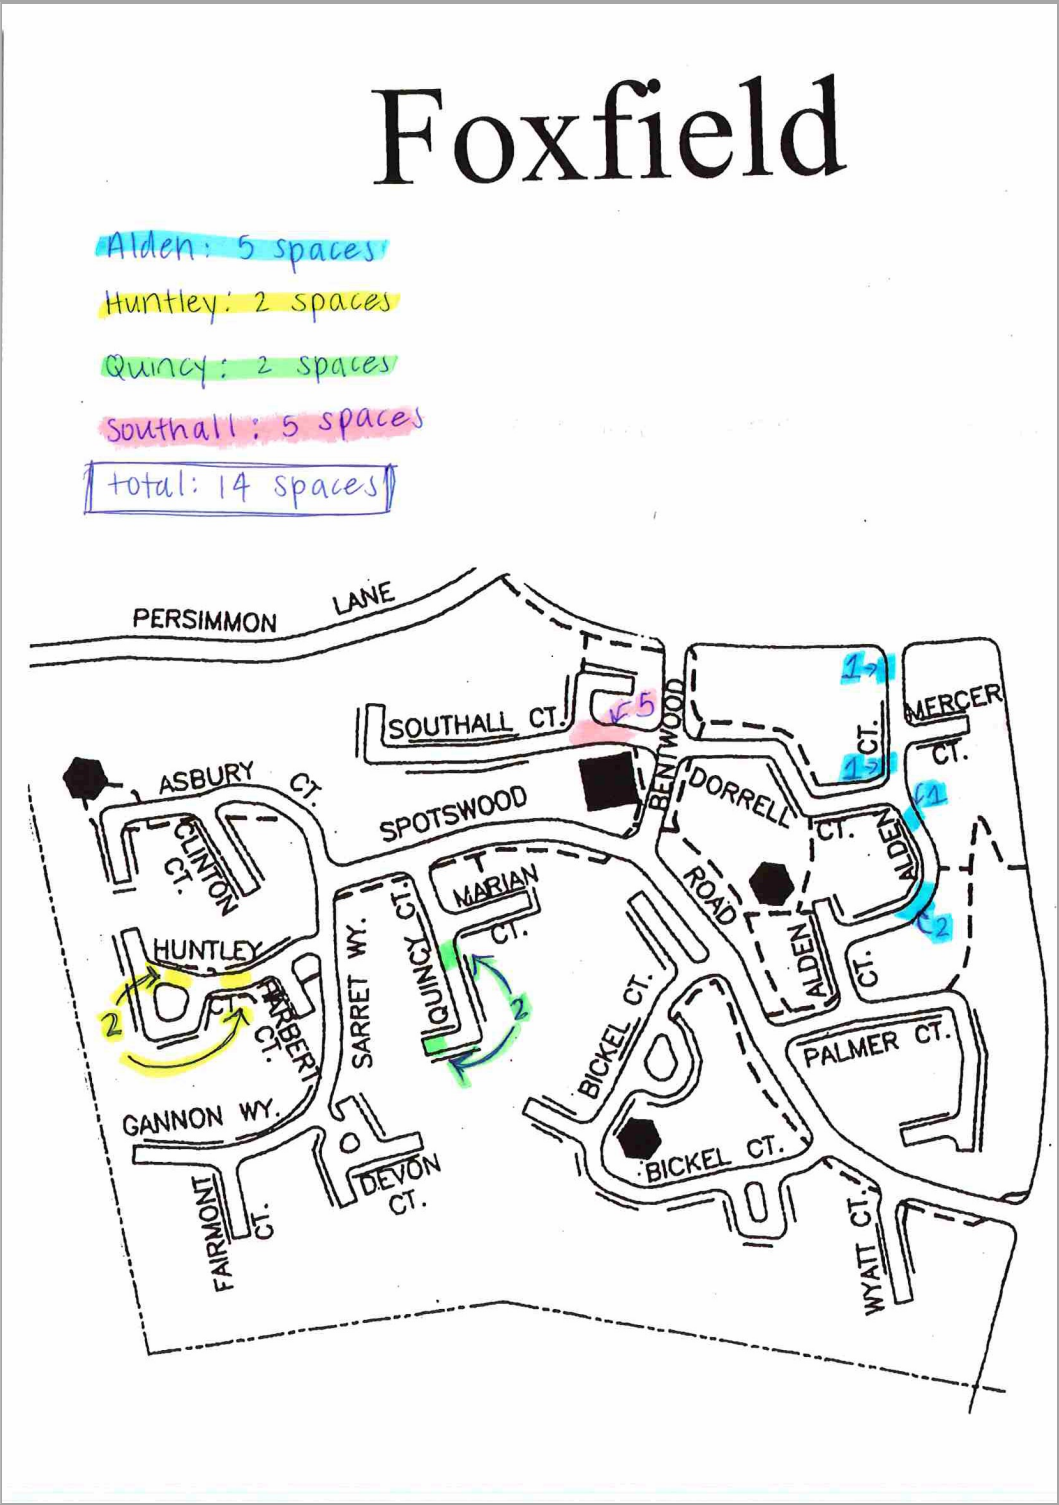 Foxfield
Alden: 5 spaces
Huntley: 2 spaces
Quincy: 2 spaces
Southall: 5 spaces
total: 14 spaces
PERSIMMON LANE
1→
MERCER
CT.
SOUTHALL CT.
5
BENTWOOD
CT.
1→
ASBURY CT.
SPOTSWOOD
DORRELL
CT.
1
ALDEN
CLINTON
CT.
MARIAN
CT.
ROAD
2
HUNTLEY
CT.
HARBERT
CT.
SARRET WY.
QUINCY CT.
2
ALDEN
CT.
2
BICKEL CT.
PALMER CT.
GANNON WY.
DEVON
CT.
BICKEL CT.
FAIRMONT
CT.
WYATT CT.